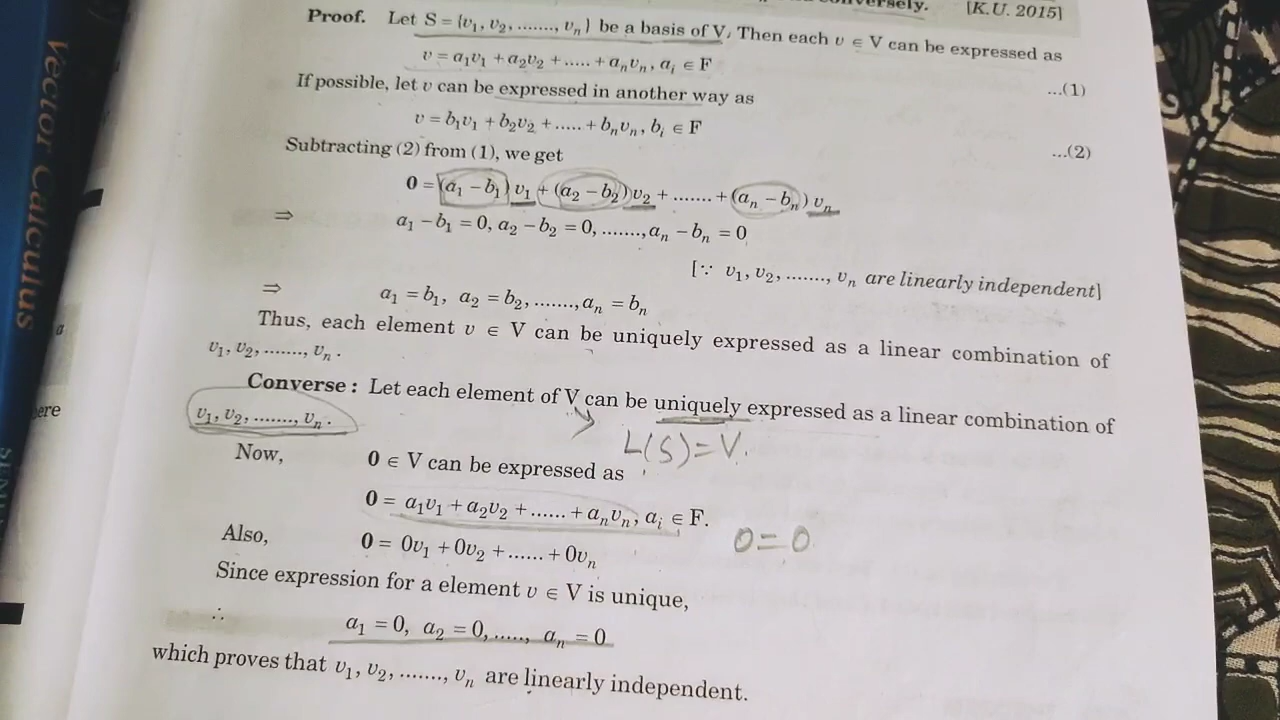 conversely. [K.U. 2015]
Proof. Let S = {v₁, v₂, ……., vₙ} be a basis of V. Then each v ∈ V can be expressed as
v = a₁v₁ + a₂v₂ + ….. + aₙvₙ, aᵢ ∈ F ...(1)
If possible, let v can be expressed in another way as
v = b₁v₁ + b₂v₂ + ….. + bₙvₙ, bᵢ ∈ F ...(2)
Subtracting (2) from (1), we get
0 = (a₁ − b₁) v₁ + (a₂ − b₂) v₂ + ……. + (aₙ − bₙ) vₙ
⇒ a₁ − b₁ = 0, a₂ − b₂ = 0, ……., aₙ − bₙ = 0
[∵ v₁, v₂, ……., vₙ are linearly independent]
⇒ a₁ = b₁, a₂ = b₂, ……., aₙ = bₙ
Thus, each element v ∈ V can be uniquely expressed as a linear combination of
v₁, v₂, ……., vₙ.
Converse : Let each element of V can be uniquely expressed as a linear combination of
v₁, v₂, ……., vₙ.
L(S) = V.
Now, 0 ∈ V can be expressed as
0 = a₁v₁ + a₂v₂ + …... + aₙvₙ, aᵢ ∈ F.
0 = 0
Also, 0 = 0v₁ + 0v₂ + …... + 0vₙ
Since expression for a element v ∈ V is unique,
∴ a₁ = 0, a₂ = 0, ....., aₙ = 0
which proves that v₁, v₂, ……., vₙ are linearly independent.
Vector Calculus
a
ere